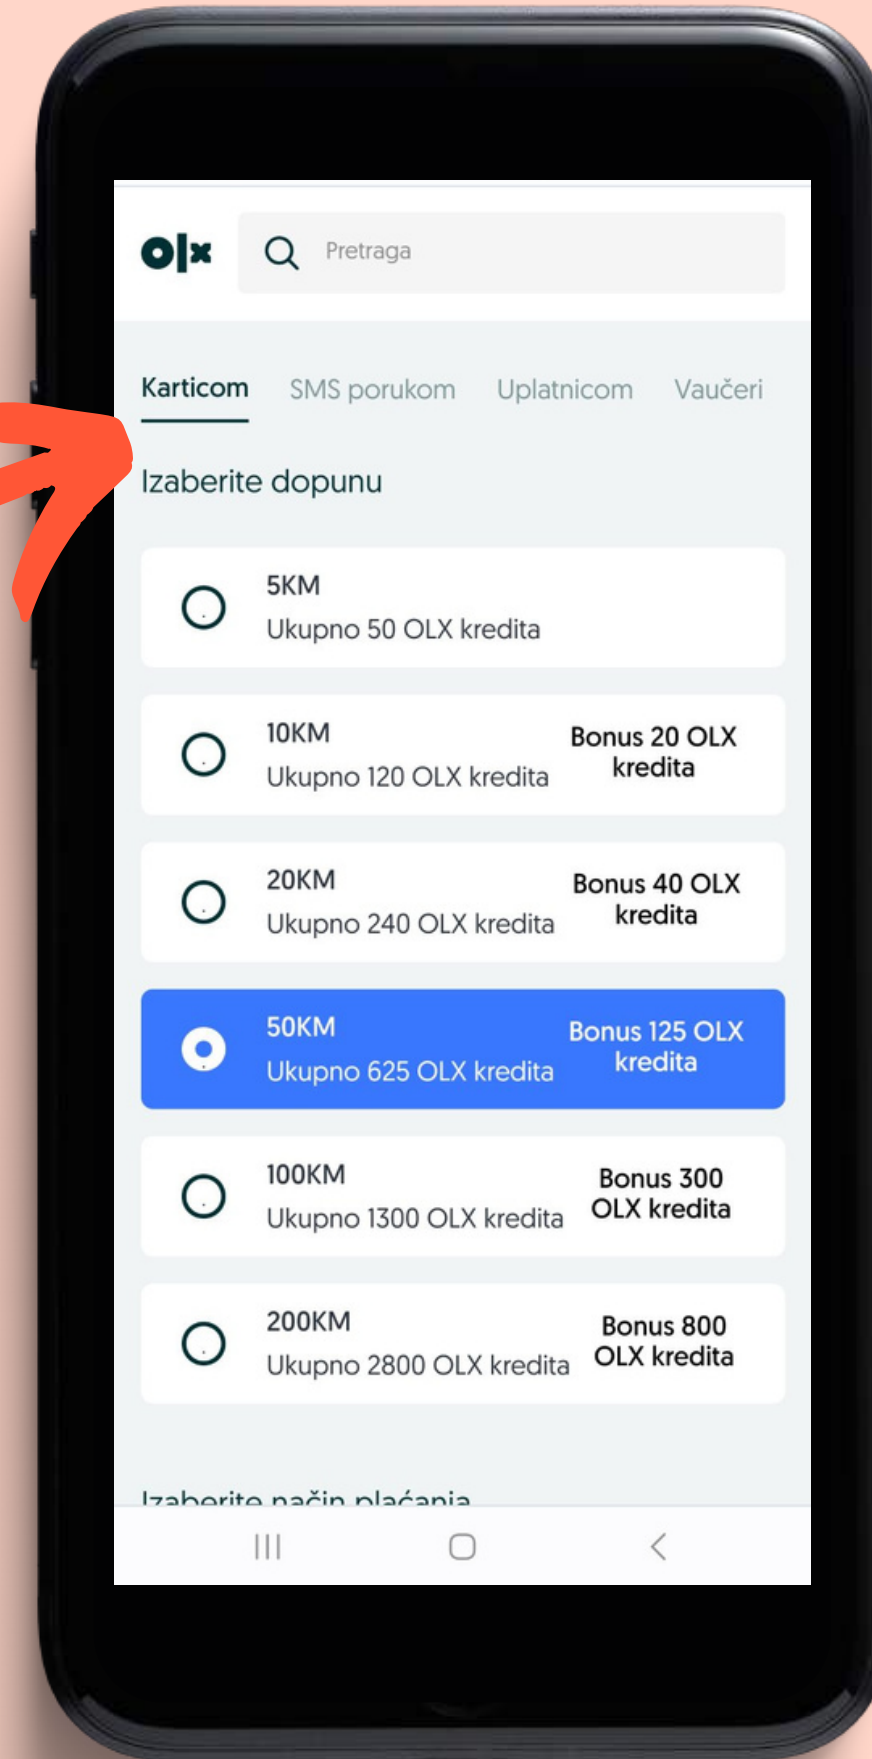 olx
Pretraga
Karticom SMS porukom Uplatnicom Vaučeri
Izaberite dopunu
5KM
Ukupno 50 OLX kredita
10KM
Ukupno 120 OLX kredita
Bonus 20 OLX
kredita
20KM
Ukupno 240 OLX kredita
Bonus 40 OLX
kredita
50KM
Ukupno 625 OLX kredita
Bonus 125 OLX
kredita
100KM
Ukupno 1300 OLX kredita
Bonus 300
OLX kredita
200KM
Ukupno 2800 OLX kredita
Bonus 800
OLX kredita
Izaberite način plaćanja